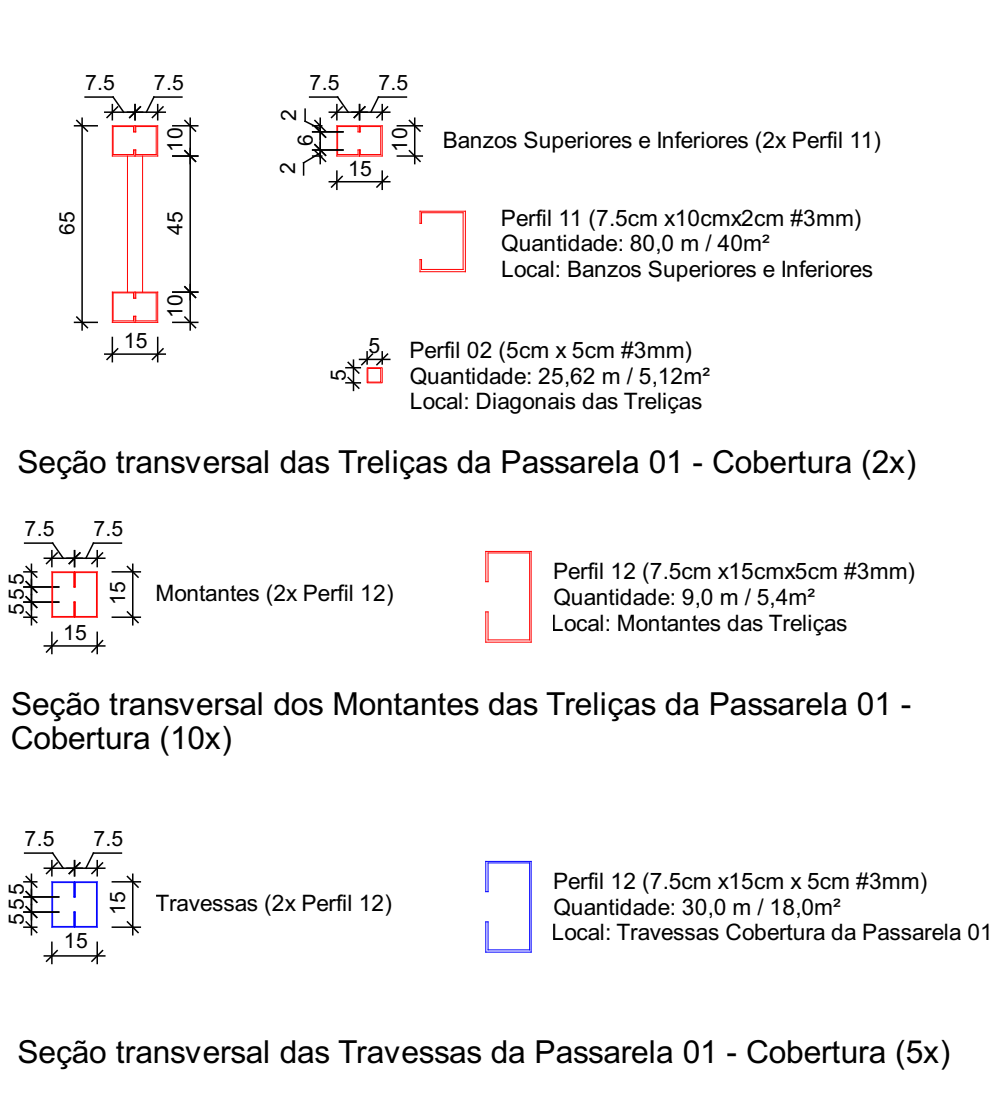 7.5 7.5
10
65
45
10
15
7.5 7.5
2
6
2
10
15
Banzos Superiores e Inferiores (2x Perfil 11)
Perfil 11 (7.5cm x10cmx2cm #3mm)
Quantidade: 80,0 m / 40m²
Local: Banzos Superiores e Inferiores
5
5
Perfil 02 (5cm x 5cm #3mm)
Quantidade: 25,62 m / 5,12m²
Local: Diagonais das Treliças
Seção transversal das Treliças da Passarela 01 - Cobertura (2x)
7.5 7.5
5
5
5
15
15
Montantes (2x Perfil 12)
Perfil 12 (7.5cm x15cmx5cm #3mm)
Quantidade: 9,0 m / 5,4m²
Local: Montantes das Treliças
Seção transversal dos Montantes das Treliças da Passarela 01 -
Cobertura (10x)
7.5 7.5
5
5
5
15
15
Travessas (2x Perfil 12)
Perfil 12 (7.5cm x15cm x 5cm #3mm)
Quantidade: 30,0 m / 18,0m²
Local: Travessas Cobertura da Passarela 01
Seção transversal das Travessas da Passarela 01 - Cobertura (5x)